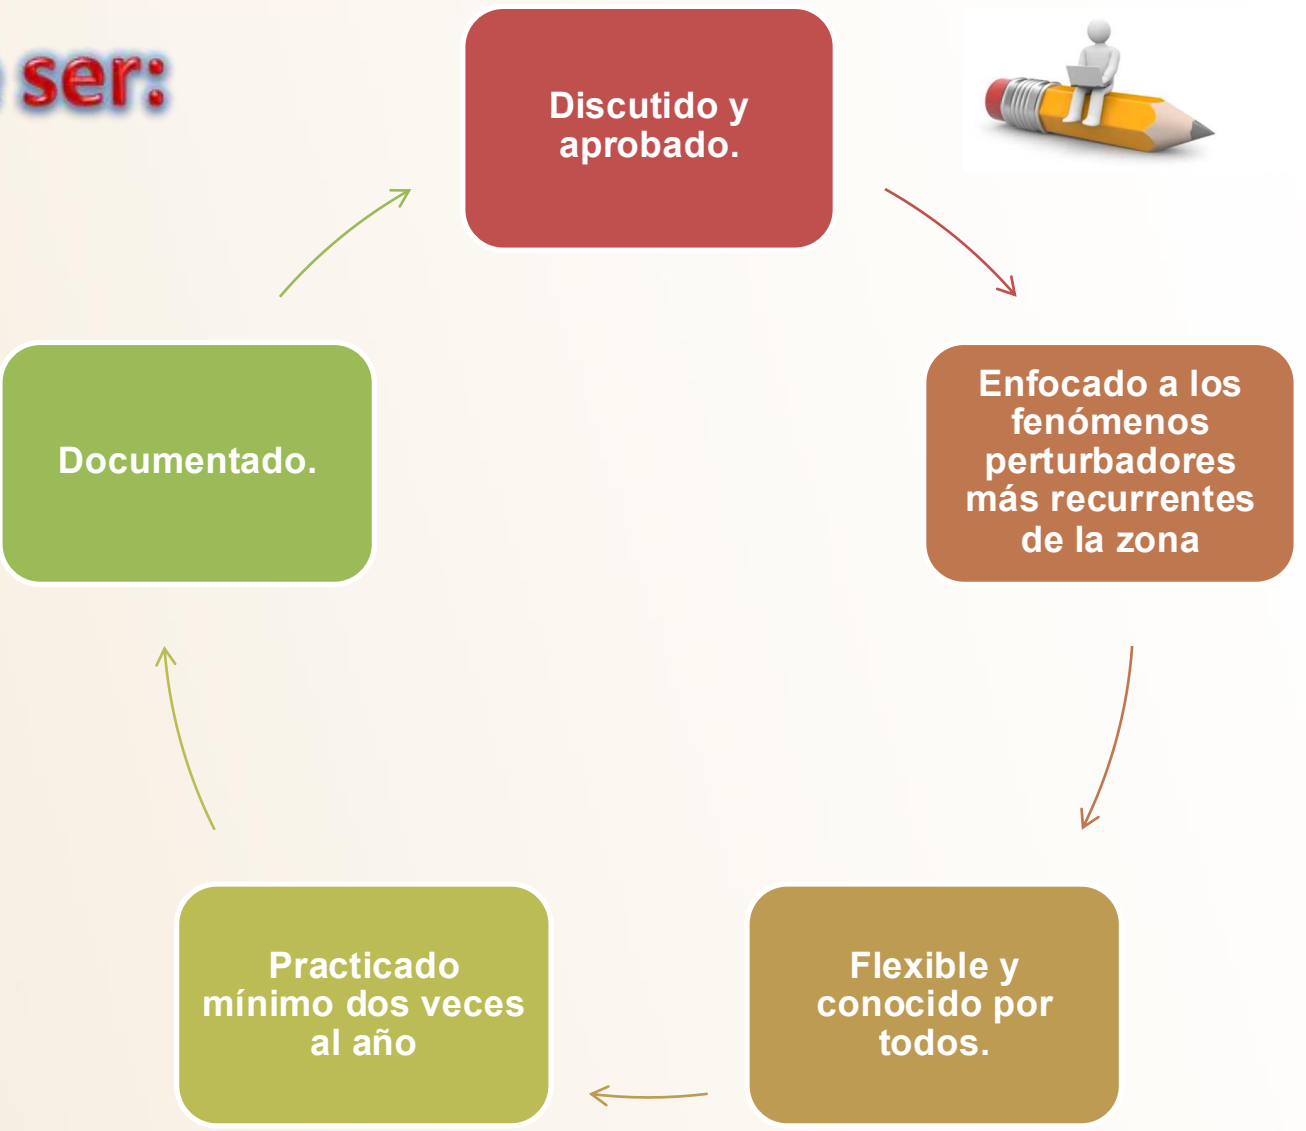 ser:
Discutido y
aprobado.
Enfocado a los
fenómenos
perturbadores
más recurrentes
de la zona
Flexible y
conocido por
todos.
Practicado
mínimo dos veces
al año
Documentado.